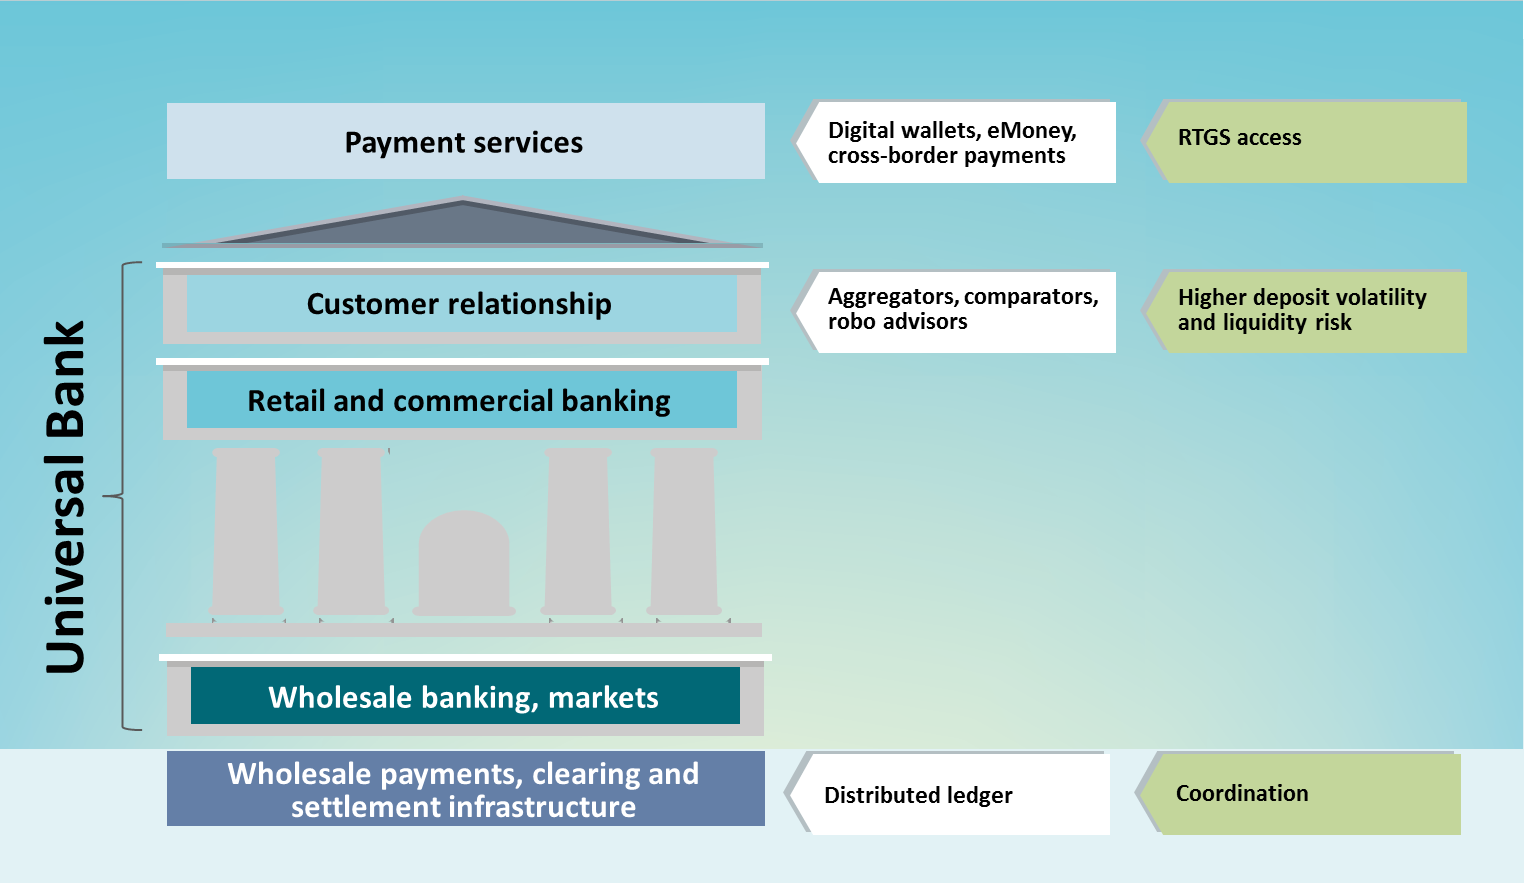 Payment services
Digital wallets, eMoney,
cross-border payments
RTGS access
Universal Bank
Customer relationship
Aggregators, comparators,
robo advisors
Higher deposit volatility
and liquidity risk
Retail and commercial banking
Wholesale banking, markets
Wholesale payments, clearing and
settlement infrastructure
Distributed ledger
Coordination